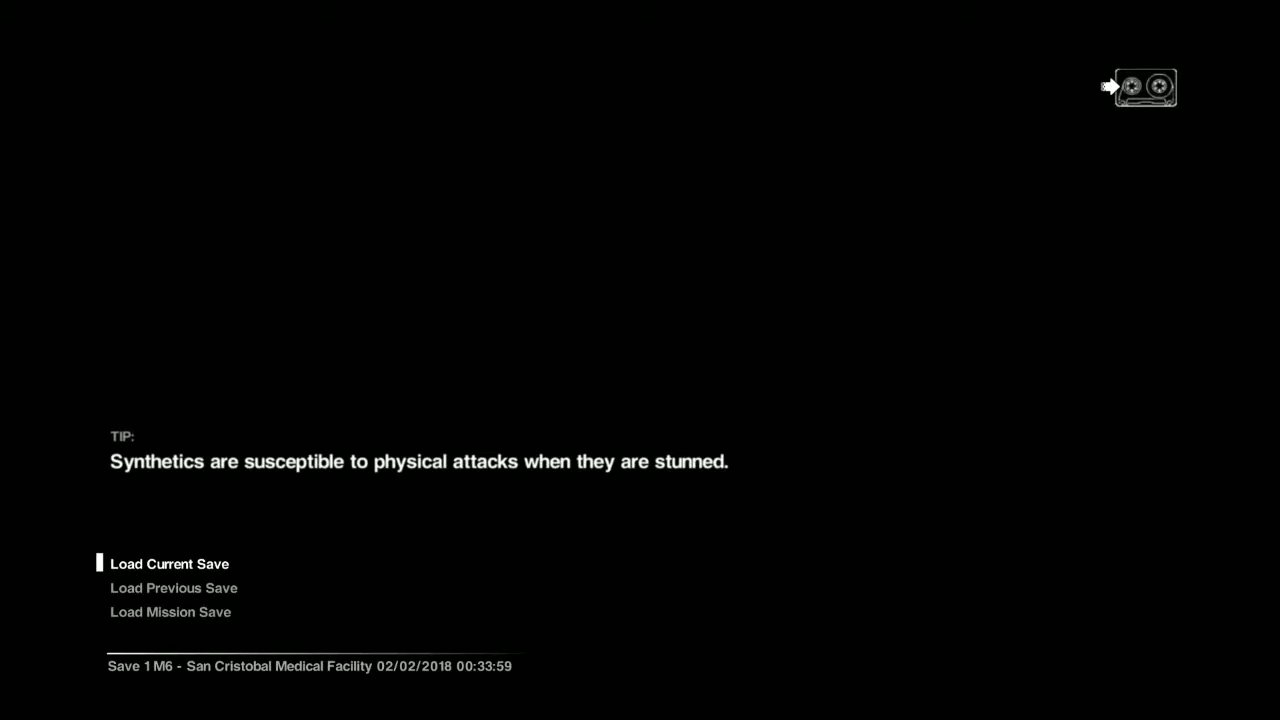 TIP:
Synthetics are susceptible to physical attacks when they are stunned.
Load Current Save
Load Previous Save
Load Mission Save
Save 1 M6 - San Cristobal Medical Facility 02/02/2018 00:33:59